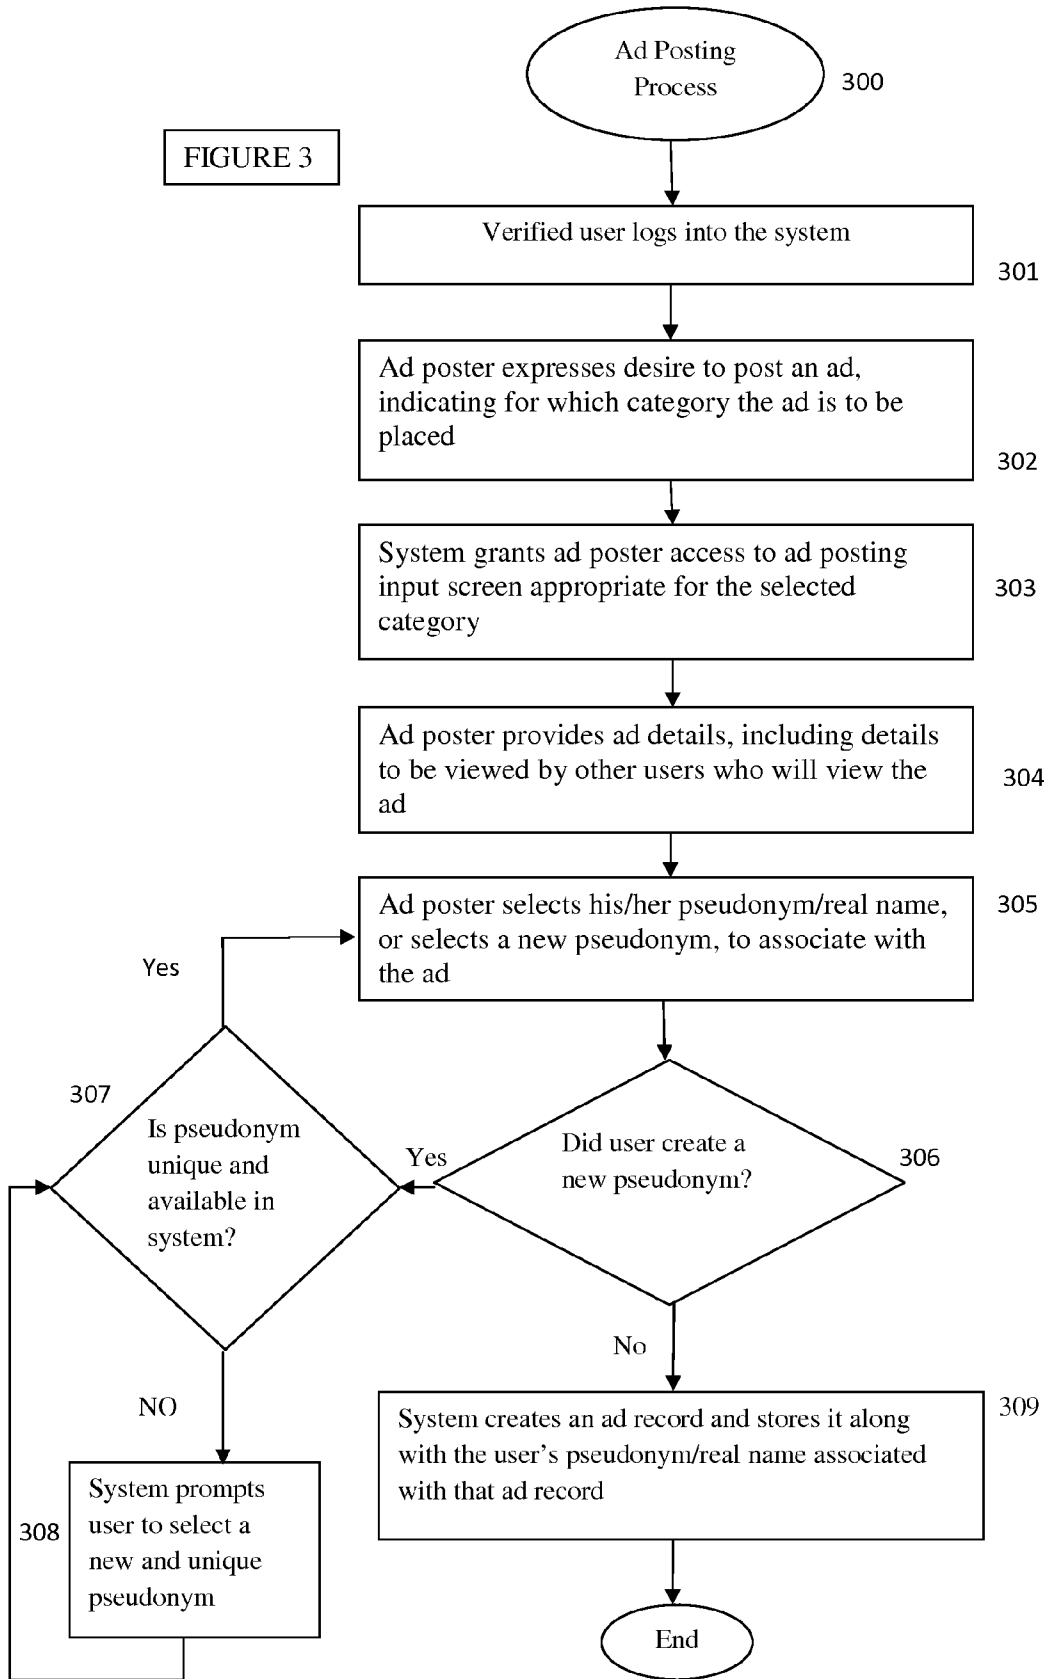 Ad Posting
Process
300
FIGURE 3
Verified user logs into the system
301
Ad poster expresses desire to post an ad,
indicating for which category the ad is to be
placed
302
System grants ad poster access to ad posting
input screen appropriate for the selected
category
303
Ad poster provides ad details, including details
to be viewed by other users who will view the
ad
304
Ad poster selects his/her pseudonym/real name,
or selects a new pseudonym, to associate with
the ad
305
Yes
307
Is pseudonym
unique and
available in
system?
Yes
Did user create a
new pseudonym?
306
No
NO
System creates an ad record and stores it along
with the user's pseudonym/real name associated
with that ad record
309
308
System prompts
user to select a
new and unique
pseudonym
End